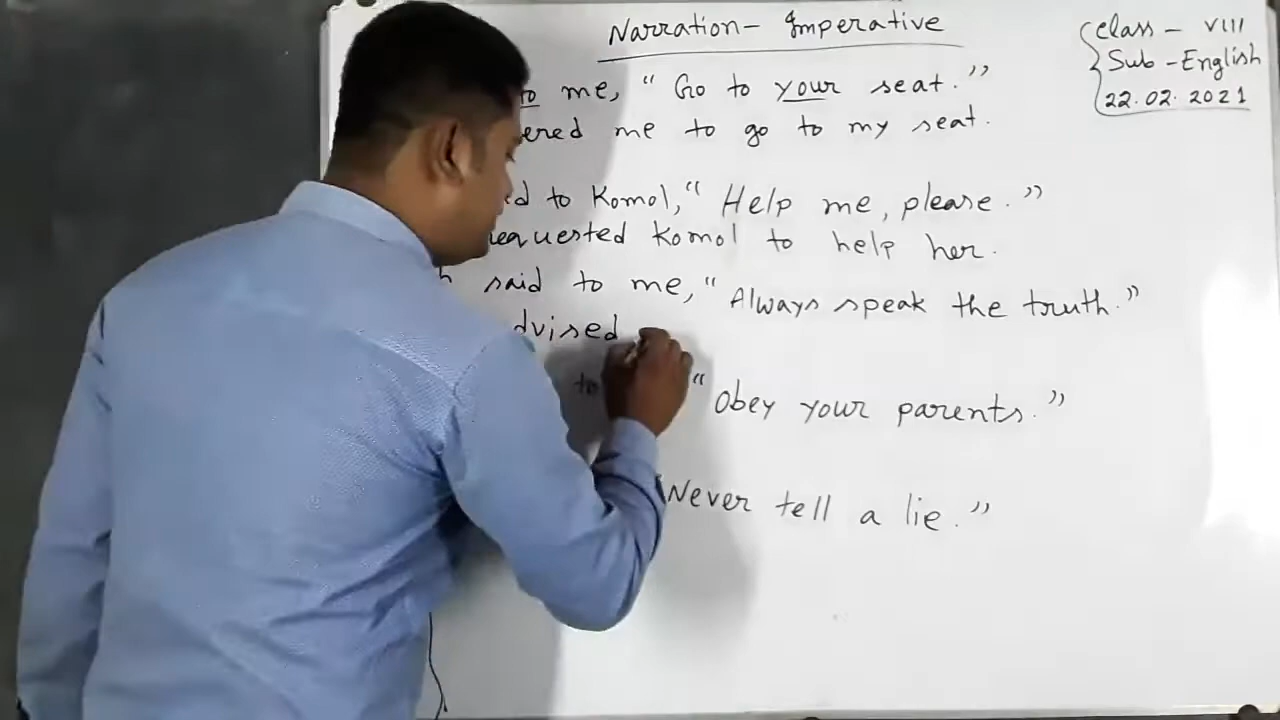 Narration - Imperative
Class - VIII
Sub - English
22.02.2021
to me, " Go to your seat."
ered me to go to my seat.
d to Komol, " Help me, please."
requested Komol to help her.
said to me, " Always speak the truth."
dvised
to " Obey your parents."
Never tell a lie."